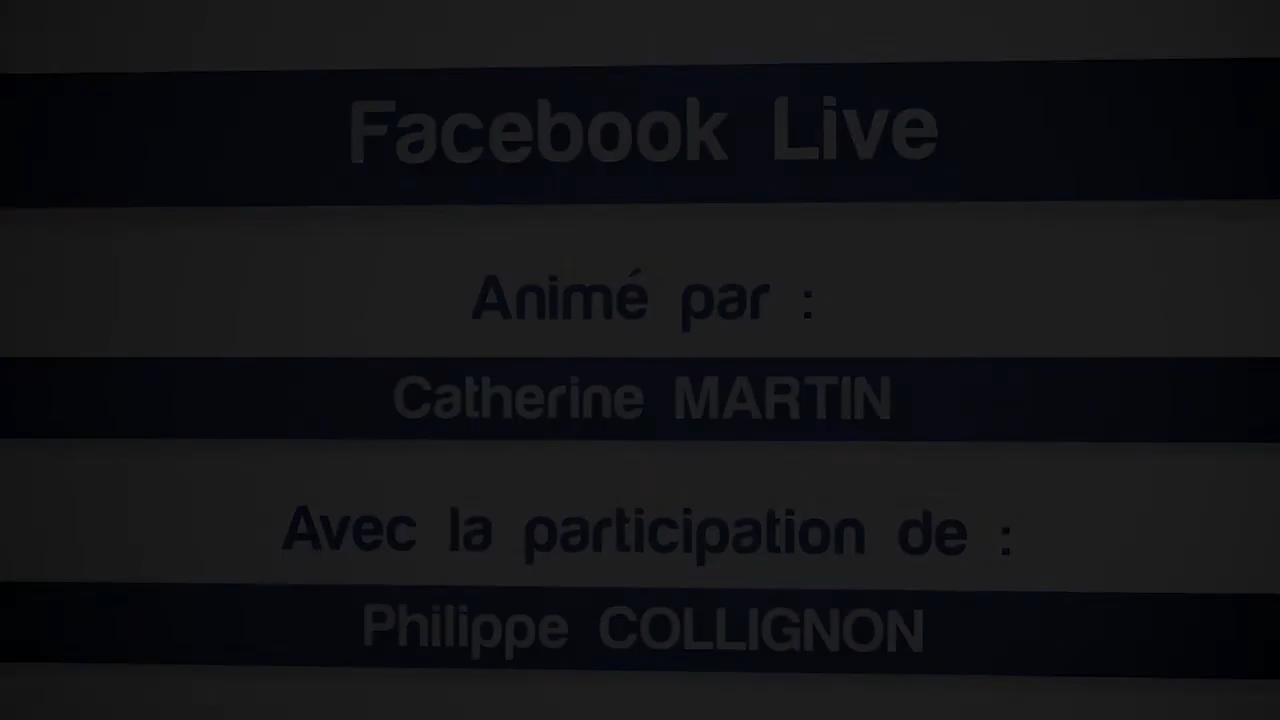 Facebook Live
Animé par :
Catherine MARTIN
Avec la participation de :
Philippe COLLIGNON